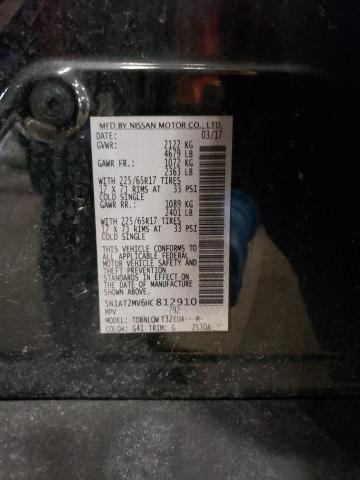 MFD BY NISSAN MOTOR CO., LTD.
DATE: 03/17
GVWR: 2122 KG
4679 LB
GAWR FR.: 1072 KG
2363 LB
WITH 225/65R17 TIRES
17 X 7J RIMS AT 33 PSI
COLD SINGLE
GAWR RR.: 1089 KG
2401 LB
WITH 225/65R17 TIRES
17 X 7J RIMS AT 33 PSI
COLD SINGLE
THIS VEHICLE CONFORMS TO
ALL APPLICABLE FEDERAL
MOTOR VEHICLE SAFETY AND
THEFT PREVENTION
STANDARDS IN EFFECT ON
THE DATE OF MANUFACTURE
SHOWN ABOVE.
5N1AT2MV6HC812910
MPV 792
MODEL: TDBNLQWT32EUA---M-
COLOR: G41 TRIM: G 2530A